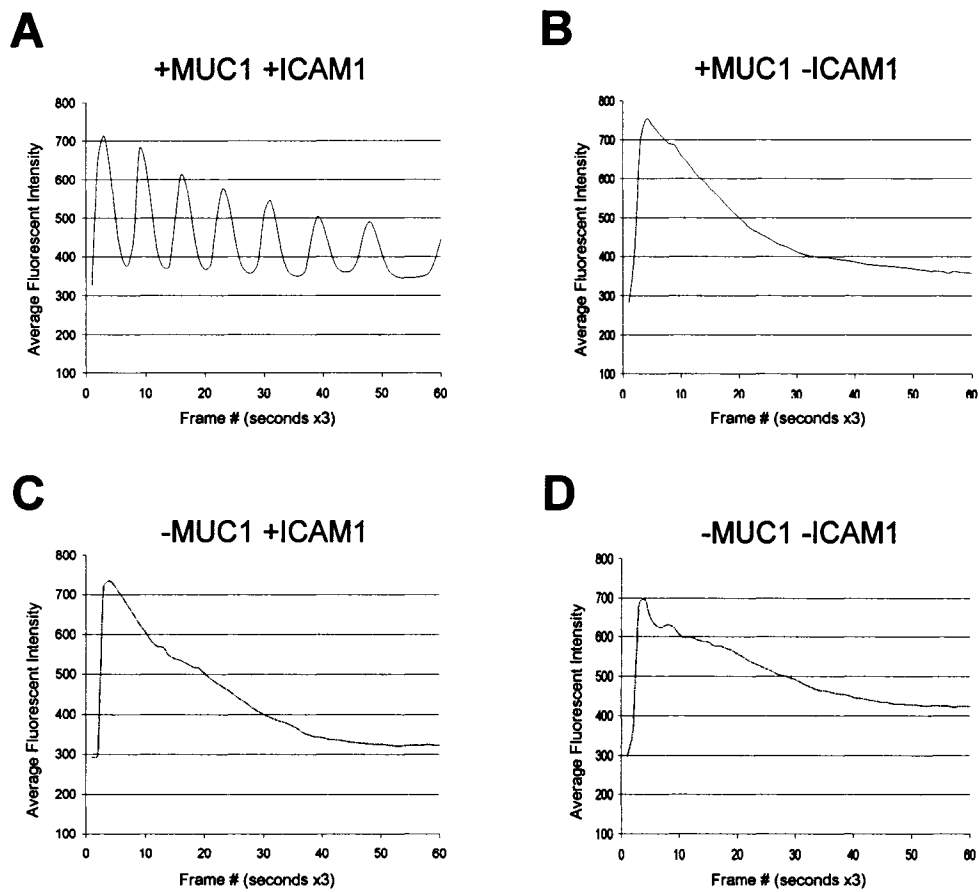 A
+MUC1 +ICAM1
Average Fluorescent Intensity
800
700
600
500
400
300
200
100
0 10 20 30 40 50 60
Frame # (seconds x3)
B
+MUC1 -ICAM1
Average Fluorescent Intensity
800
700
600
500
400
300
200
100
0 10 20 30 40 50 60
Frame # (seconds x3)
C
-MUC1 +ICAM1
Average Fluorescent Intensity
800
700
600
500
400
300
200
100
0 10 20 30 40 50 60
Frame # (seconds x3)
D
-MUC1 -ICAM1
Average Fluorescent Intensity
800
700
600
500
400
300
200
100
0 10 20 30 40 50 60
Frame # (seconds x3)